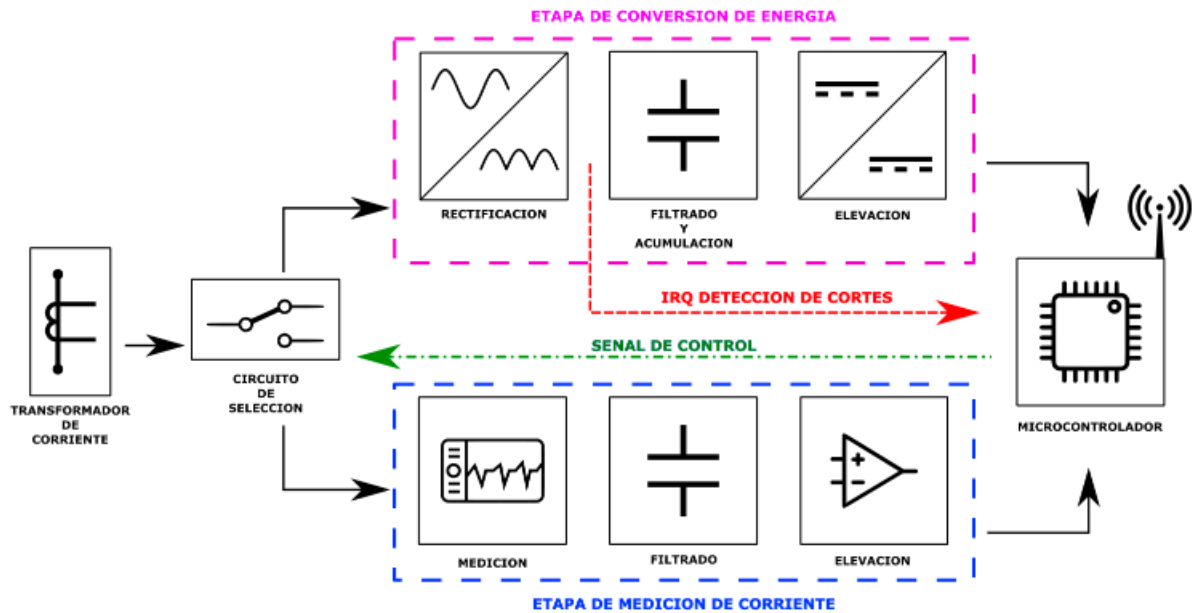 ETAPA DE CONVERSION DE ENERGIA
RECTIFICACION
FILTRADO
Y
ACUMULACION
ELEVACION
IRQ DETECCION DE CORTES
SENAL DE CONTROL
TRANSFORMADOR
DE
CORRIENTE
CIRCUITO
DE
SELECCION
MICROCONTROLADOR
MEDICION
FILTRADO
ELEVACION
ETAPA DE MEDICION DE CORRIENTE